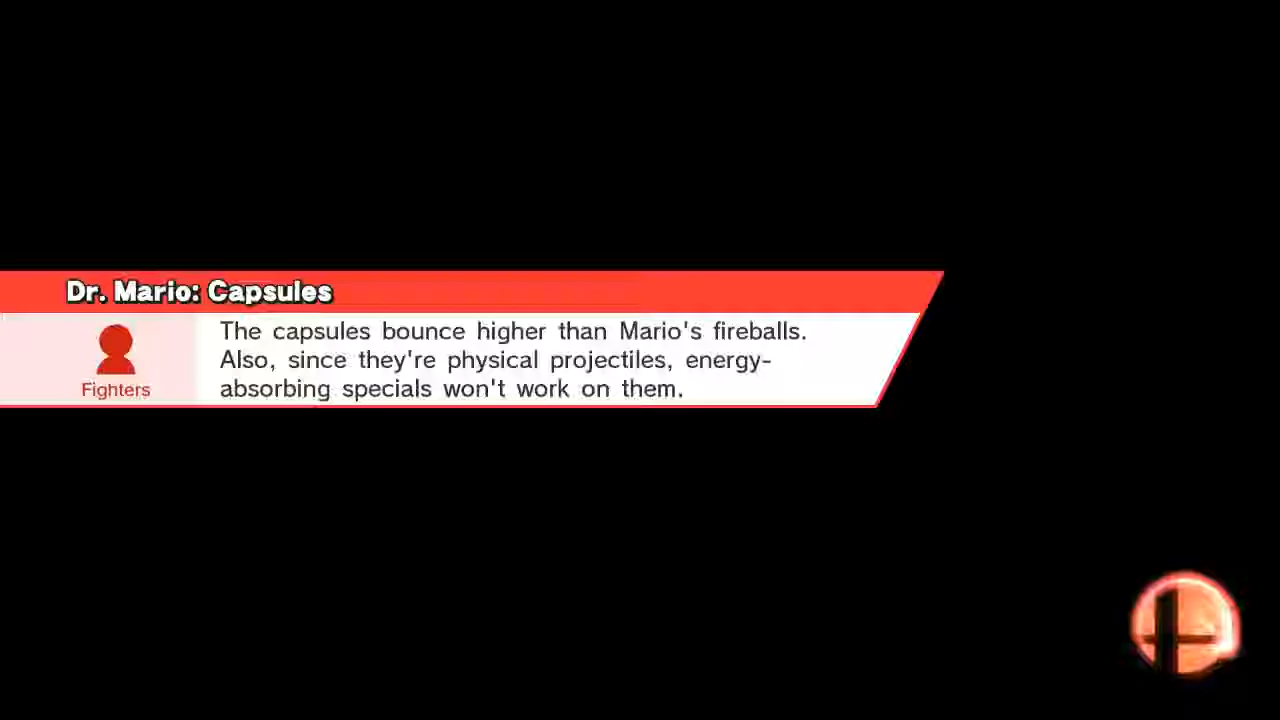 Dr. Mario: Capsules
The capsules bounce higher than Mario's fireballs.
Also, since they're physical projectiles, energy-
absorbing specials won't work on them.
Fighters